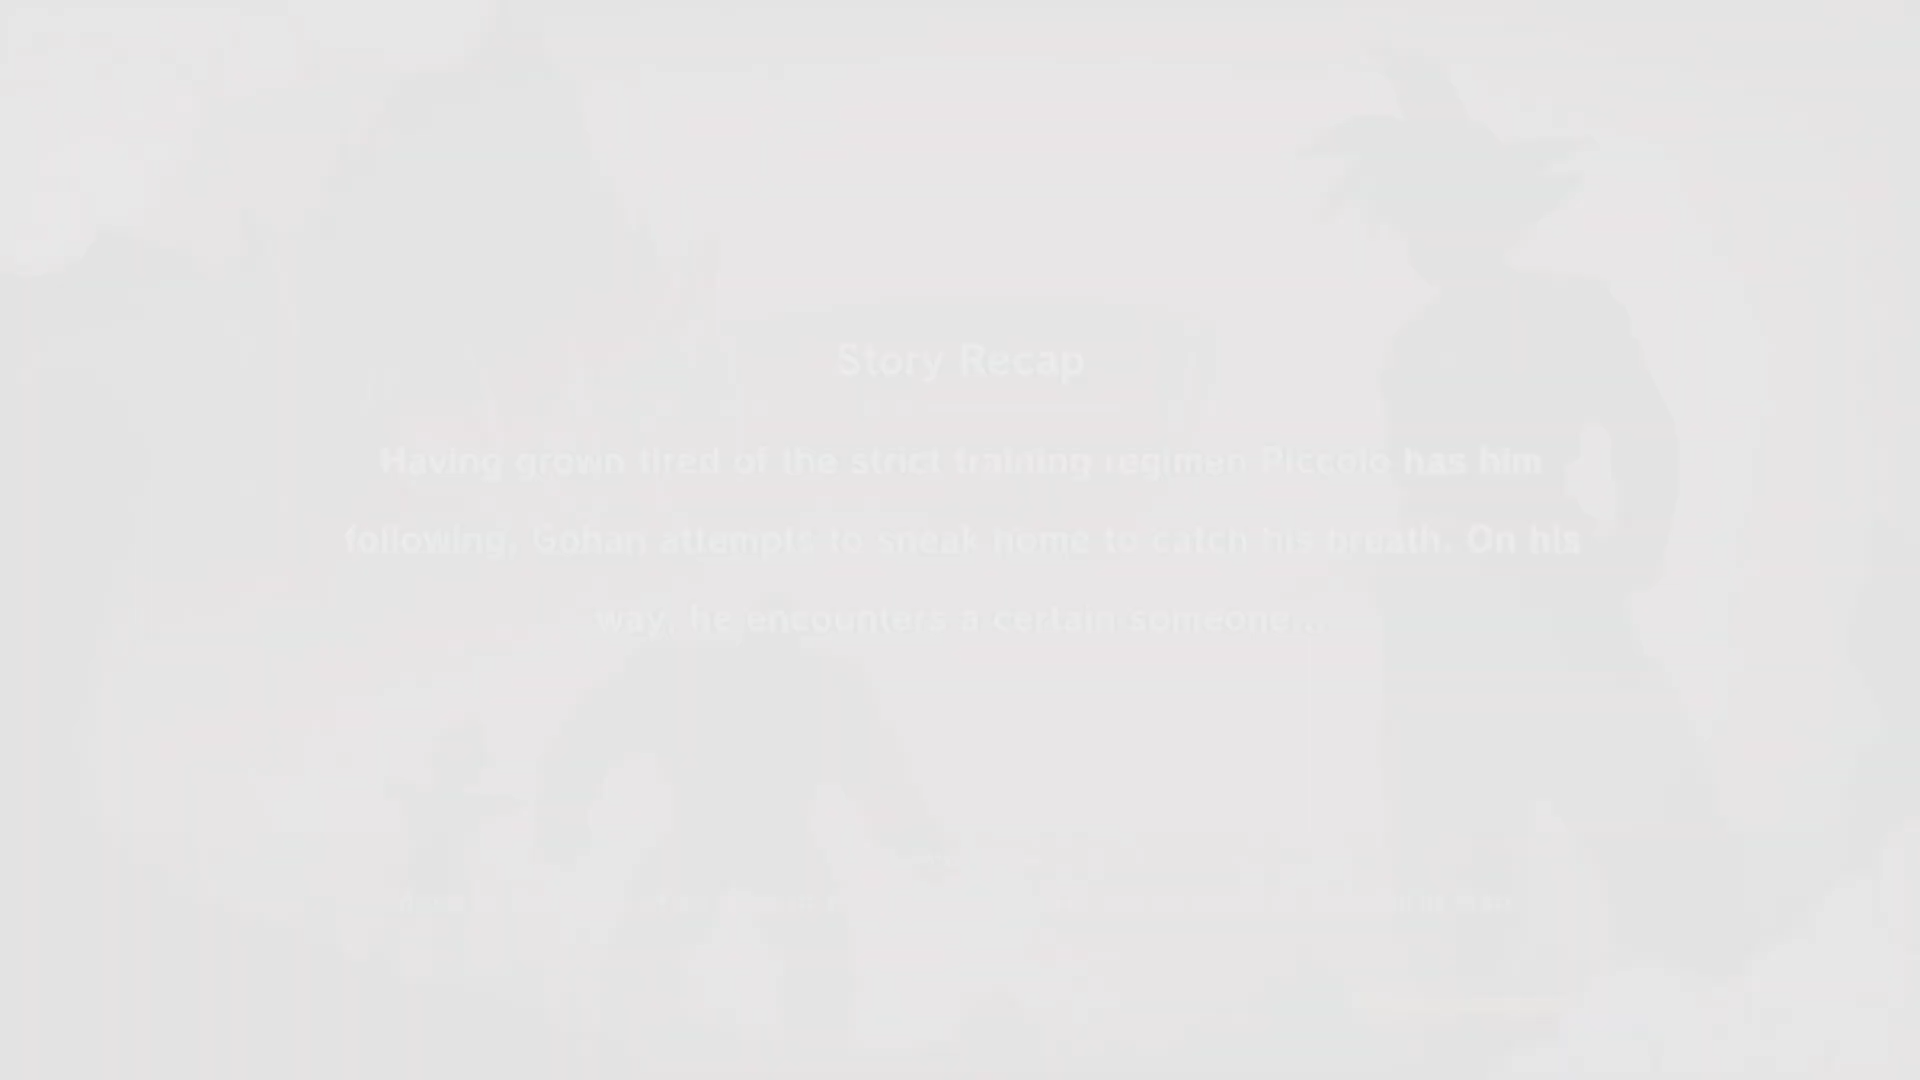 Story Recap
Having grown tired of the strict training regimen Piccolo has him
following, Gohan attempts to sneak home to catch his breath. On his
way, he encounters a certain someone...